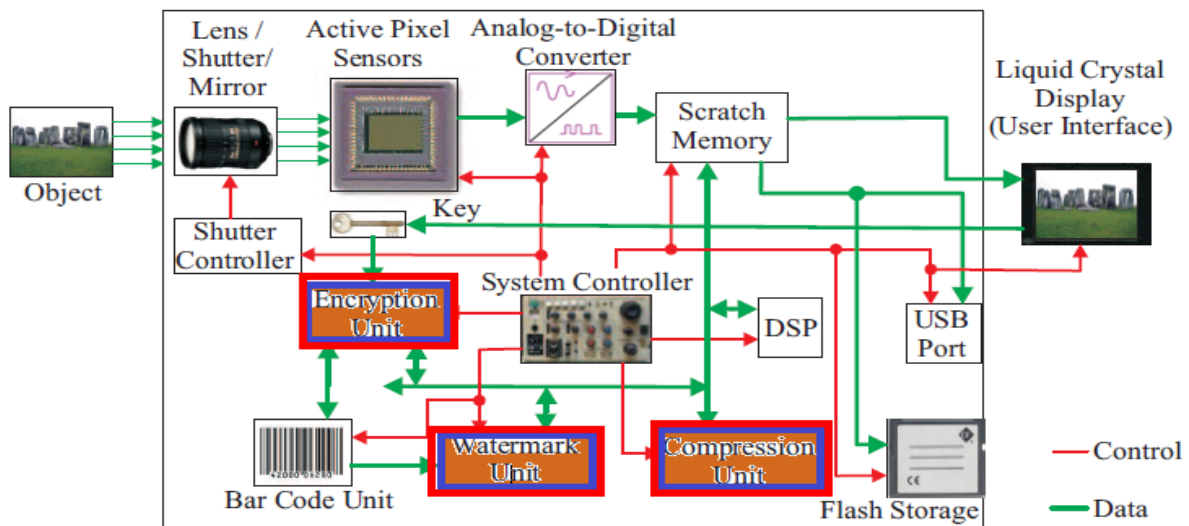 Lens /
Shutter/
Mirror
Active Pixel
Sensors
Analog-to-Digital
Converter
Scratch
Memory
Liquid Crystal
Display
(User Interface)
Object
Key
Shutter
Controller
System Controller
Encryption
Unit
DSP
USB
Port
Watermark
Unit
Compression
Unit
Bar Code Unit
Flash Storage
Control
Data